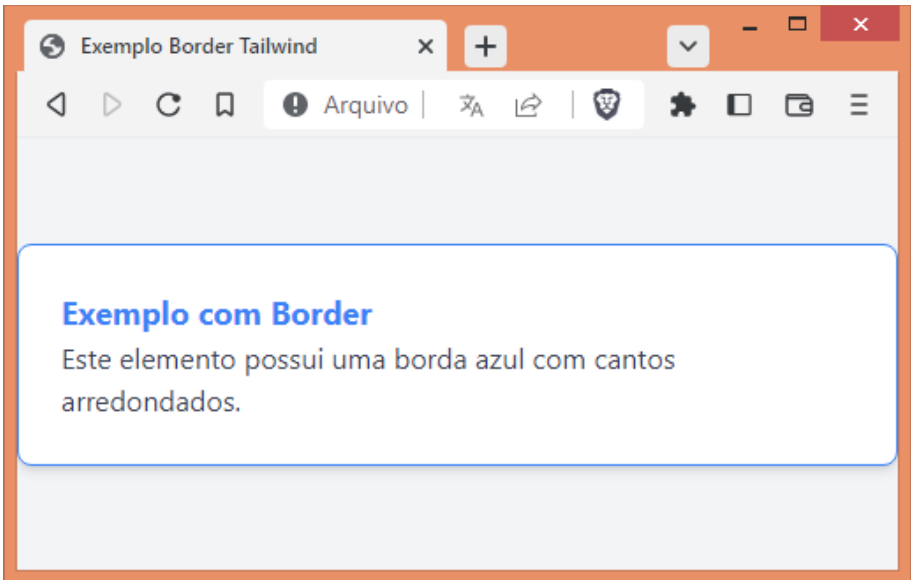 Exemplo Border Tailwind
Arquivo
Exemplo com Border
Este elemento possui uma borda azul com cantos
arredondados.